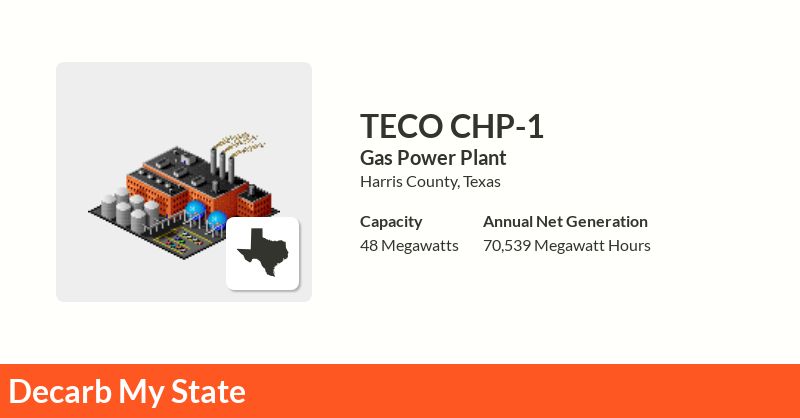 TECO CHP-1
Gas Power Plant
Harris County, Texas
Capacity
48 Megawatts
Annual Net Generation
70,539 Megawatt Hours
Decarb My State